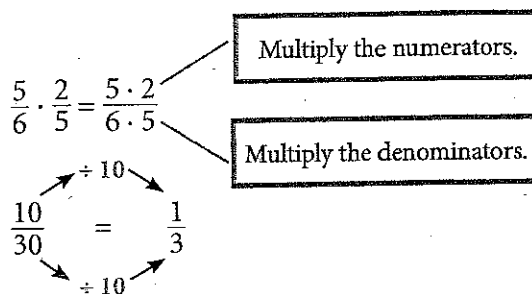 Multiply the numerators.
5/6 · 2/5 = 5 · 2/6 · 5
Multiply the denominators.
÷ 10
10/30 = 1/3
÷ 10